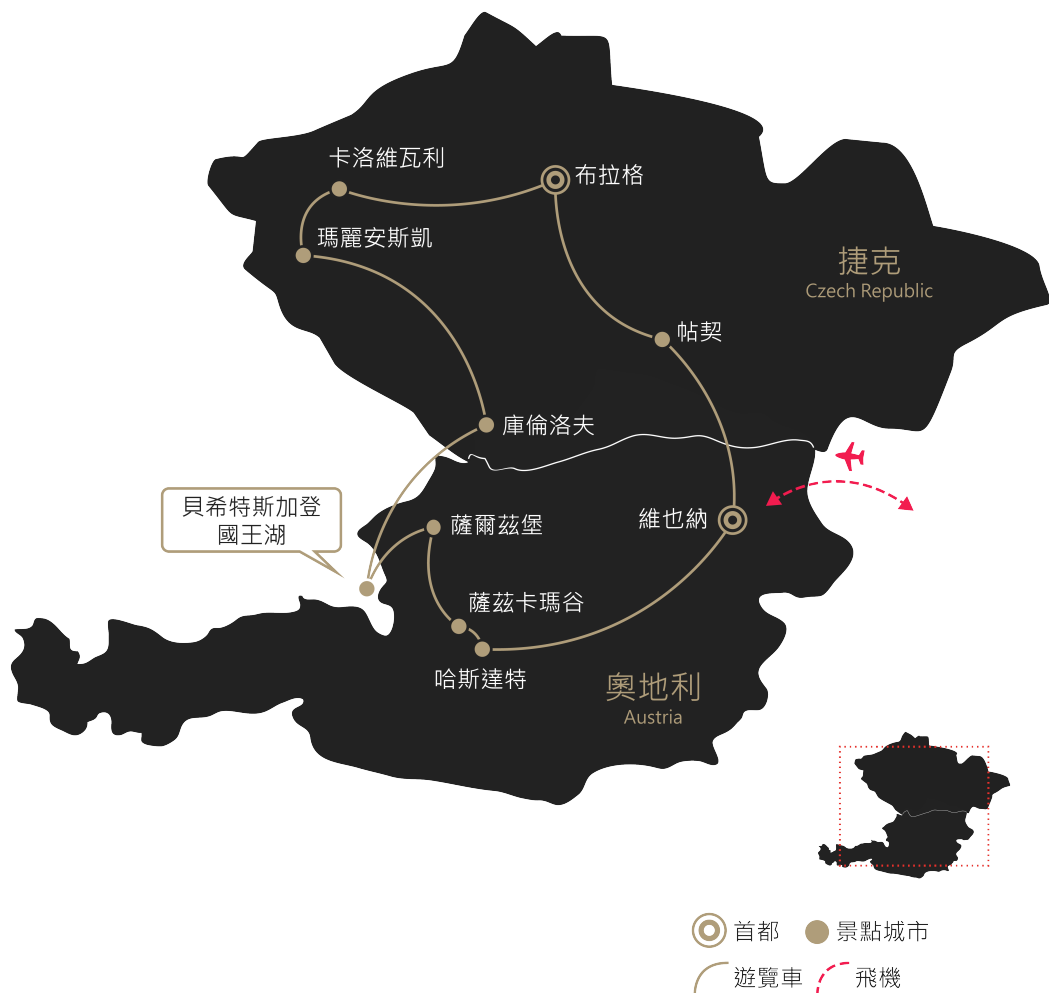 卡洛維瓦利
布拉格
瑪麗安斯凱
捷克
Czech Republic
帖契
庫倫洛夫
貝希特斯加登
國王湖
薩爾茲堡
維也納
薩茲卡瑪谷
哈斯達特
奧地利
Austria
首都
景點城市
遊覽車
飛機